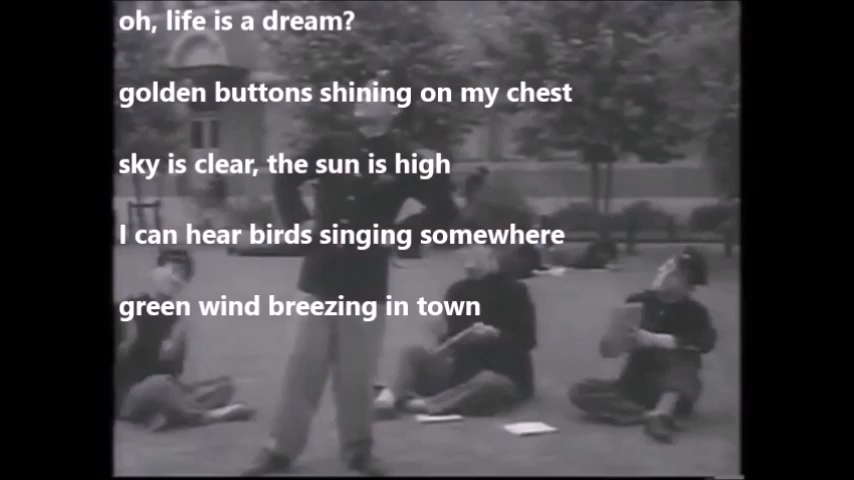 oh, life is a dream?
golden buttons shining on my chest
sky is clear, the sun is high
I can hear birds singing somewhere
green wind breezing in town